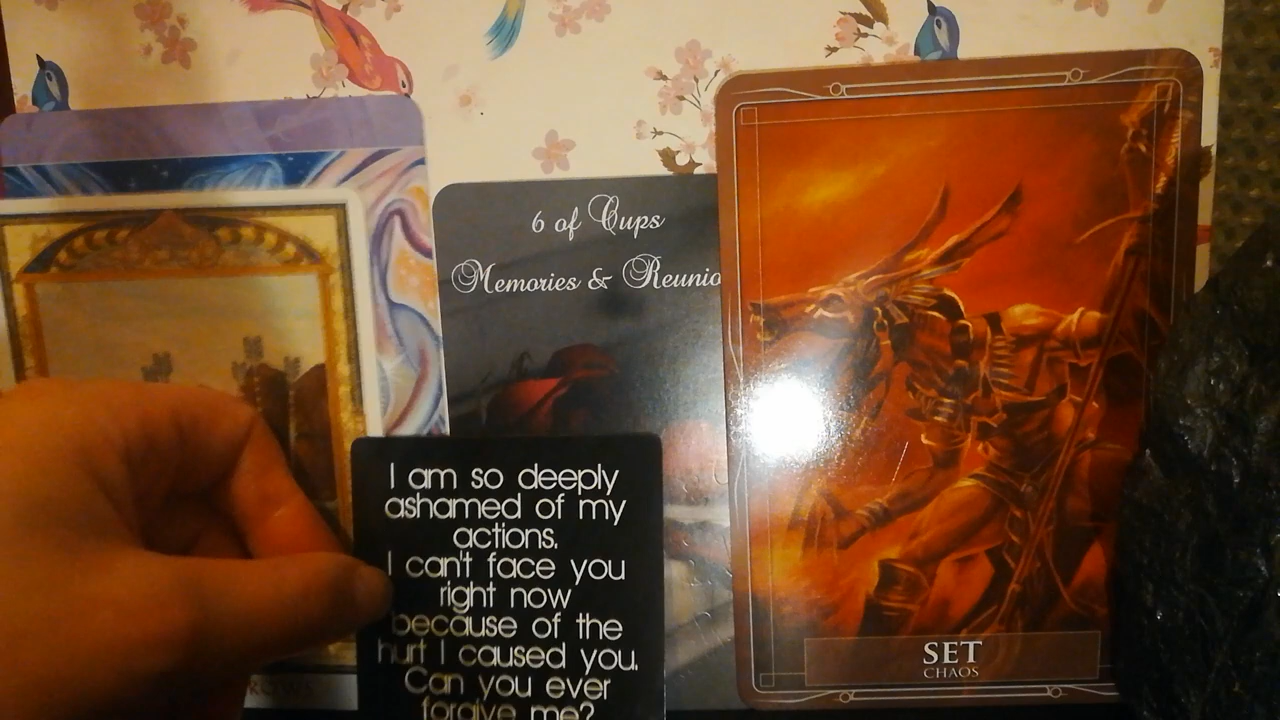 6 of Cups
Memories & Reunio
I am so deeply
ashamed of my
actions.
I can't face you
right now
because of the
hurt I caused you.
Can you ever
forgive me?
SET
CHAOS